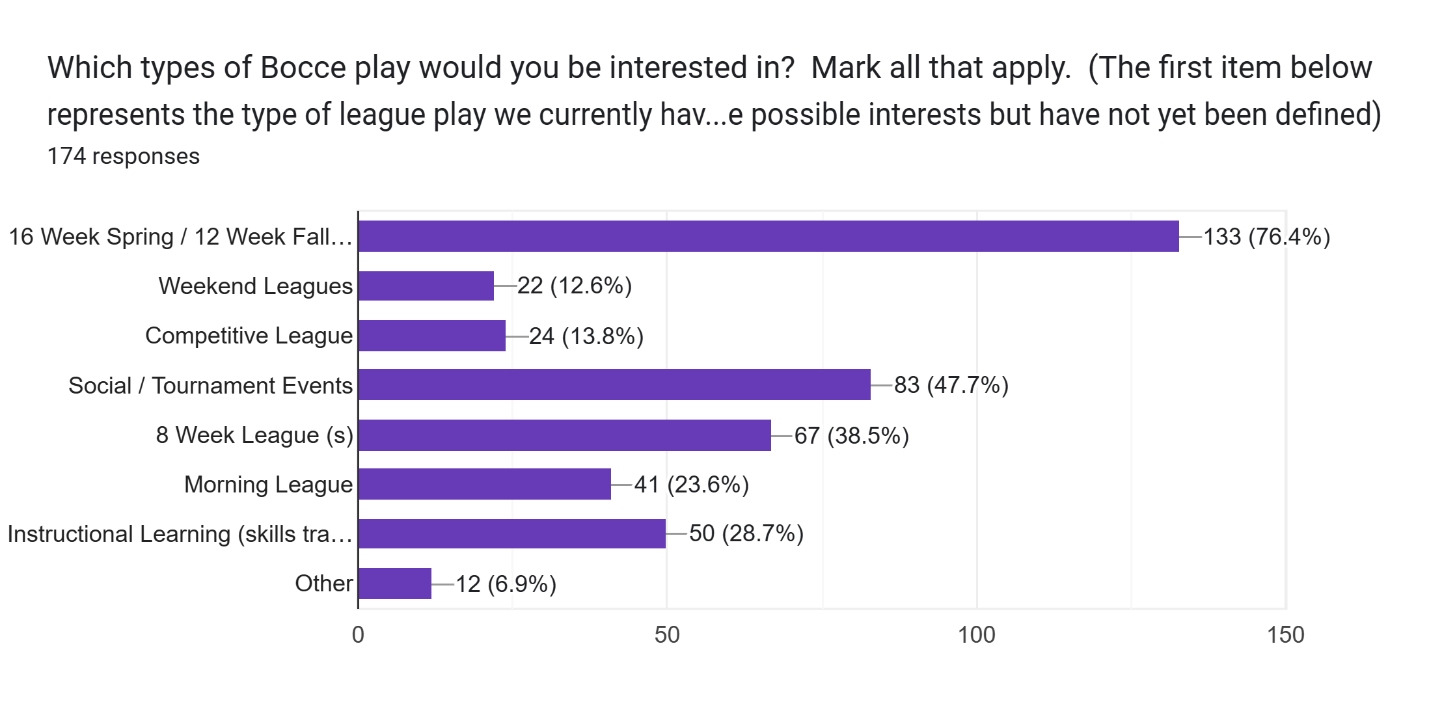 Which types of Bocce play would you be interested in?  Mark all that apply.  (The first item below
represents the type of league play we currently hav...e possible interests but have not yet been defined)
174 responses
16 Week Spring / 12 Week Fall… 133 (76.4%)
Weekend Leagues 22 (12.6%)
Competitive League 24 (13.8%)
Social / Tournament Events 83 (47.7%)
8 Week League (s) 67 (38.5%)
Morning League 41 (23.6%)
Instructional Learning (skills tra… 50 (28.7%)
Other 12 (6.9%)
0 50 100 150